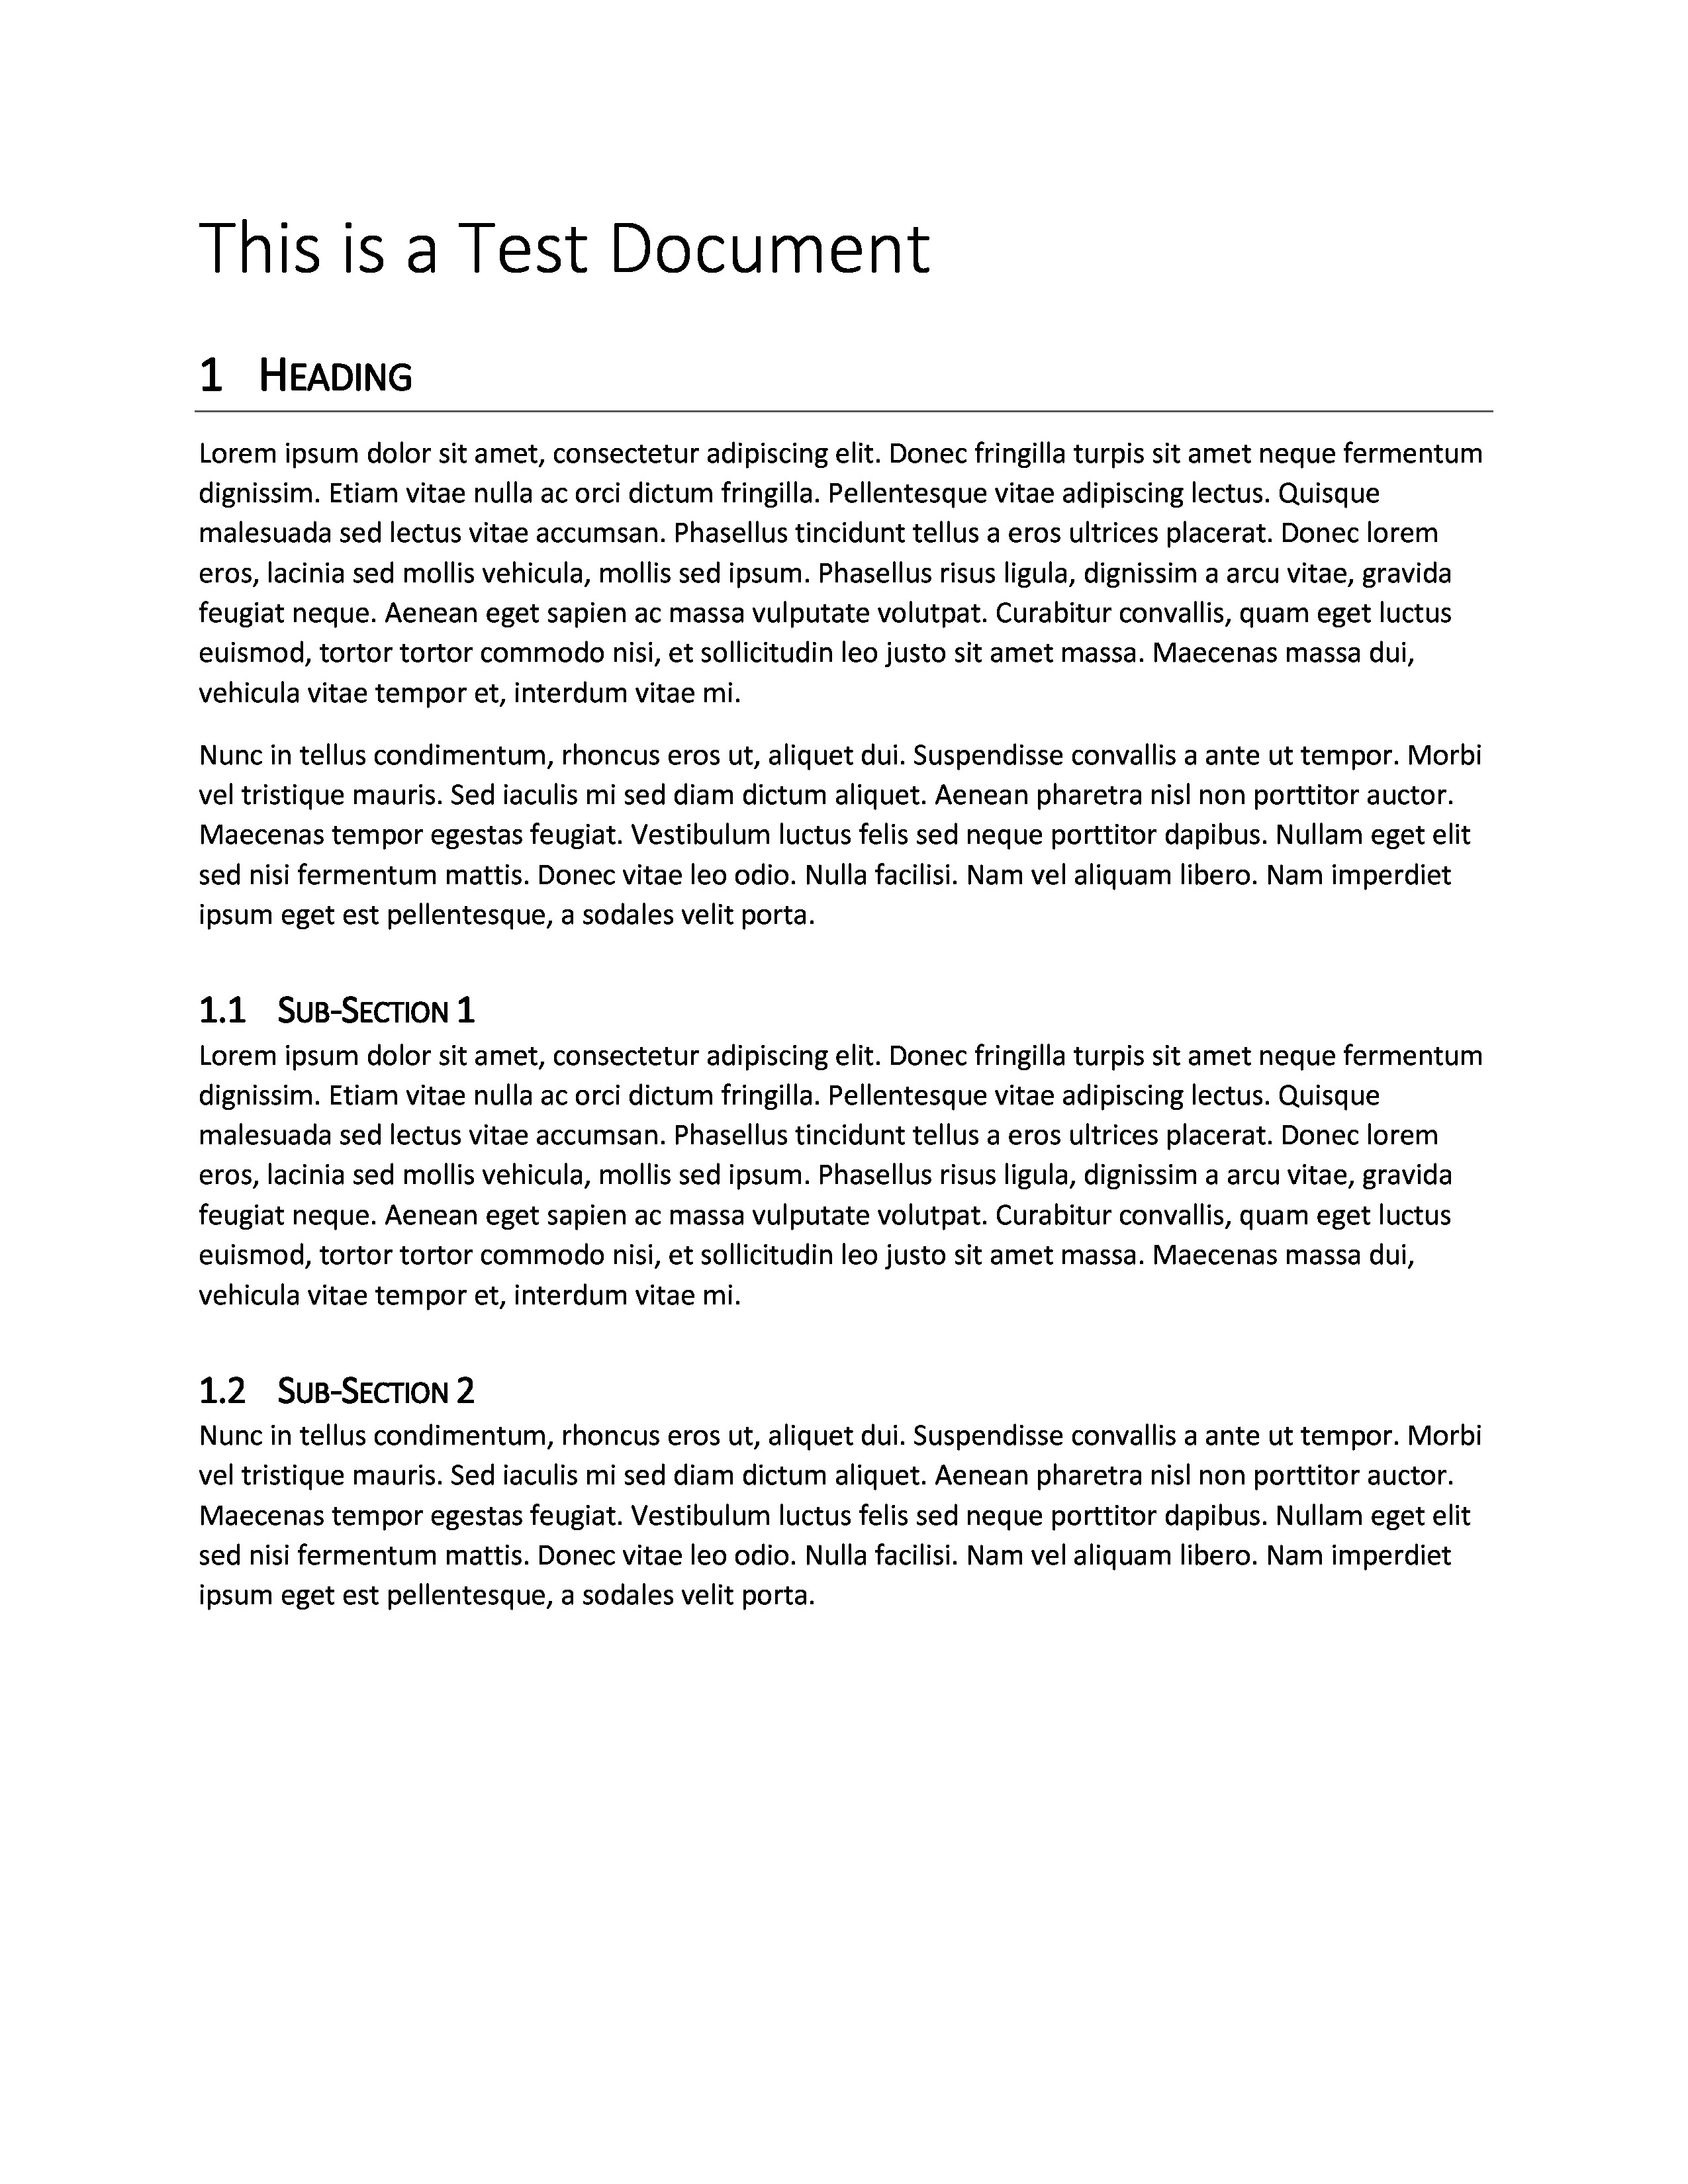 This is a Test Document
1 HEADING
Lorem ipsum dolor sit amet, consectetur adipiscing elit. Donec fringilla turpis sit amet neque fermentum
dignissim. Etiam vitae nulla ac orci dictum fringilla. Pellentesque vitae adipiscing lectus. Quisque
malesuada sed lectus vitae accumsan. Phasellus tincidunt tellus a eros ultrices placerat. Donec lorem
eros, lacinia sed mollis vehicula, mollis sed ipsum. Phasellus risus ligula, dignissim a arcu vitae, gravida
feugiat neque. Aenean eget sapien ac massa vulputate volutpat. Curabitur convallis, quam eget luctus
euismod, tortor tortor commodo nisi, et sollicitudin leo justo sit amet massa. Maecenas massa dui,
vehicula vitae tempor et, interdum vitae mi.
Nunc in tellus condimentum, rhoncus eros ut, aliquet dui. Suspendisse convallis a ante ut tempor. Morbi
vel tristique mauris. Sed iaculis mi sed diam dictum aliquet. Aenean pharetra nisl non porttitor auctor.
Maecenas tempor egestas feugiat. Vestibulum luctus felis sed neque porttitor dapibus. Nullam eget elit
sed nisi fermentum mattis. Donec vitae leo odio. Nulla facilisi. Nam vel aliquam libero. Nam imperdiet
ipsum eget est pellentesque, a sodales velit porta.
1.1 SUB-SECTION 1
Lorem ipsum dolor sit amet, consectetur adipiscing elit. Donec fringilla turpis sit amet neque fermentum
dignissim. Etiam vitae nulla ac orci dictum fringilla. Pellentesque vitae adipiscing lectus. Quisque
malesuada sed lectus vitae accumsan. Phasellus tincidunt tellus a eros ultrices placerat. Donec lorem
eros, lacinia sed mollis vehicula, mollis sed ipsum. Phasellus risus ligula, dignissim a arcu vitae, gravida
feugiat neque. Aenean eget sapien ac massa vulputate volutpat. Curabitur convallis, quam eget luctus
euismod, tortor tortor commodo nisi, et sollicitudin leo justo sit amet massa. Maecenas massa dui,
vehicula vitae tempor et, interdum vitae mi.
1.2 SUB-SECTION 2
Nunc in tellus condimentum, rhoncus eros ut, aliquet dui. Suspendisse convallis a ante ut tempor. Morbi
vel tristique mauris. Sed iaculis mi sed diam dictum aliquet. Aenean pharetra nisl non porttitor auctor.
Maecenas tempor egestas feugiat. Vestibulum luctus felis sed neque porttitor dapibus. Nullam eget elit
sed nisi fermentum mattis. Donec vitae leo odio. Nulla facilisi. Nam vel aliquam libero. Nam imperdiet
ipsum eget est pellentesque, a sodales velit porta.